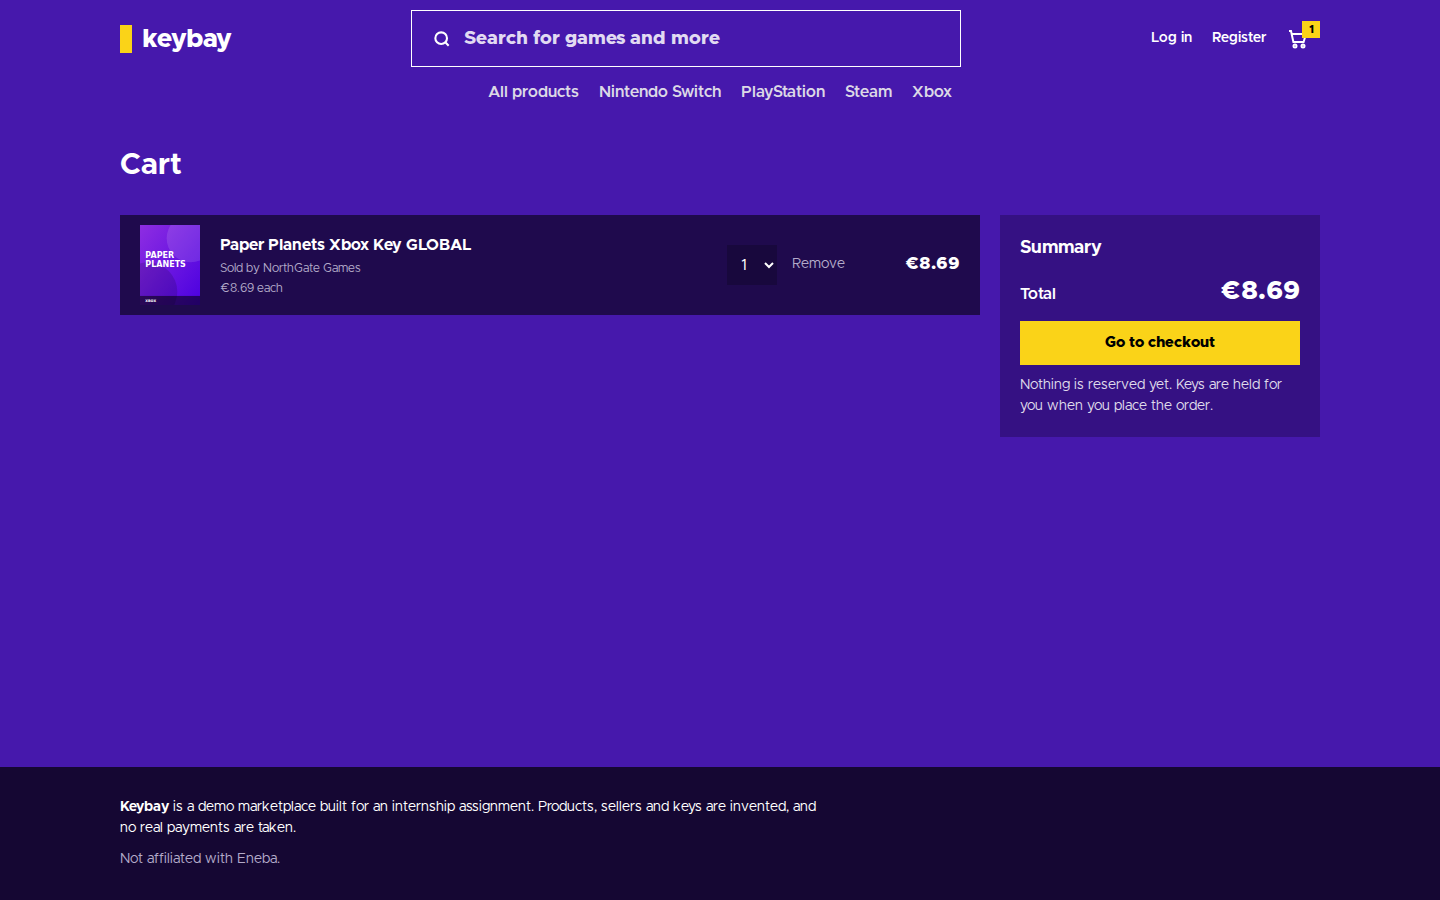 keybay
Search for games and more
Log in
Register
1
All products
Nintendo Switch
PlayStation
Steam
Xbox
Cart
PAPER
PLANETS
XBOX
Paper Planets Xbox Key GLOBAL
Sold by NorthGate Games
€8.69 each
1
Remove
€8.69
Summary
Total
€8.69
Go to checkout
Nothing is reserved yet. Keys are held for
you when you place the order.
Keybay is a demo marketplace built for an internship assignment. Products, sellers and keys are invented, and
no real payments are taken.
Not affiliated with Eneba.